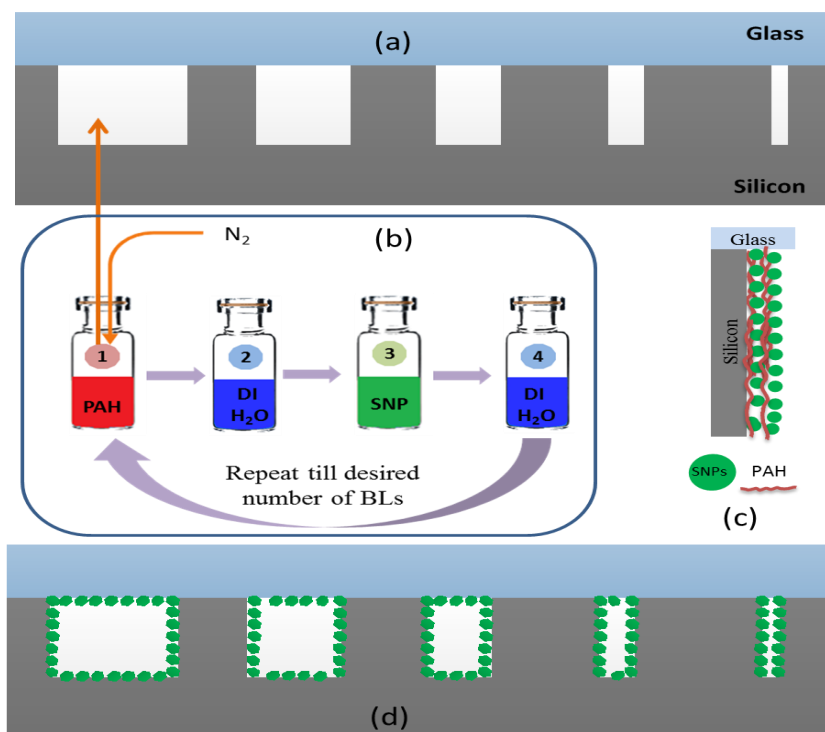 (a)
Glass
Silicon
N₂
(b)
1
2
3
4
PAH
DI
H₂O
SNP
DI
H₂O
Repeat till desired
number of BLs
Glass
Silicon
SNPs
PAH
(c)
(d)